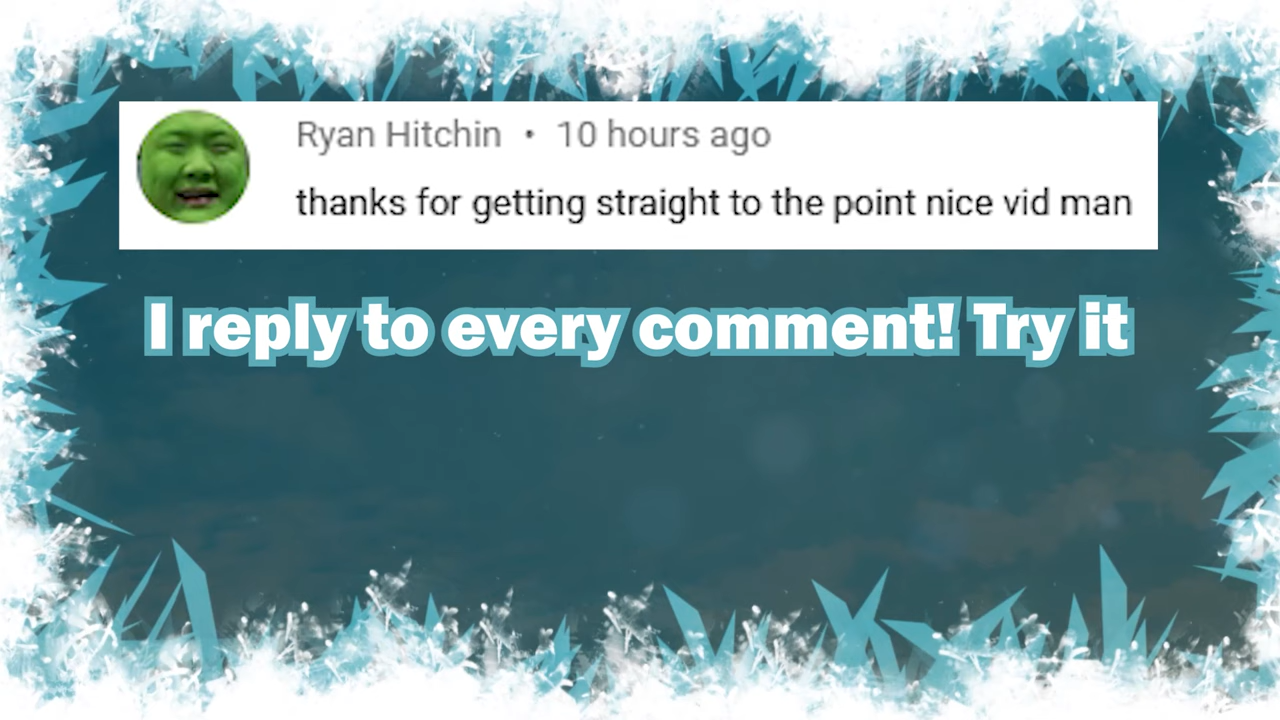 Ryan Hitchin • 10 hours ago
thanks for getting straight to the point nice vid man
I reply to every comment! Try it